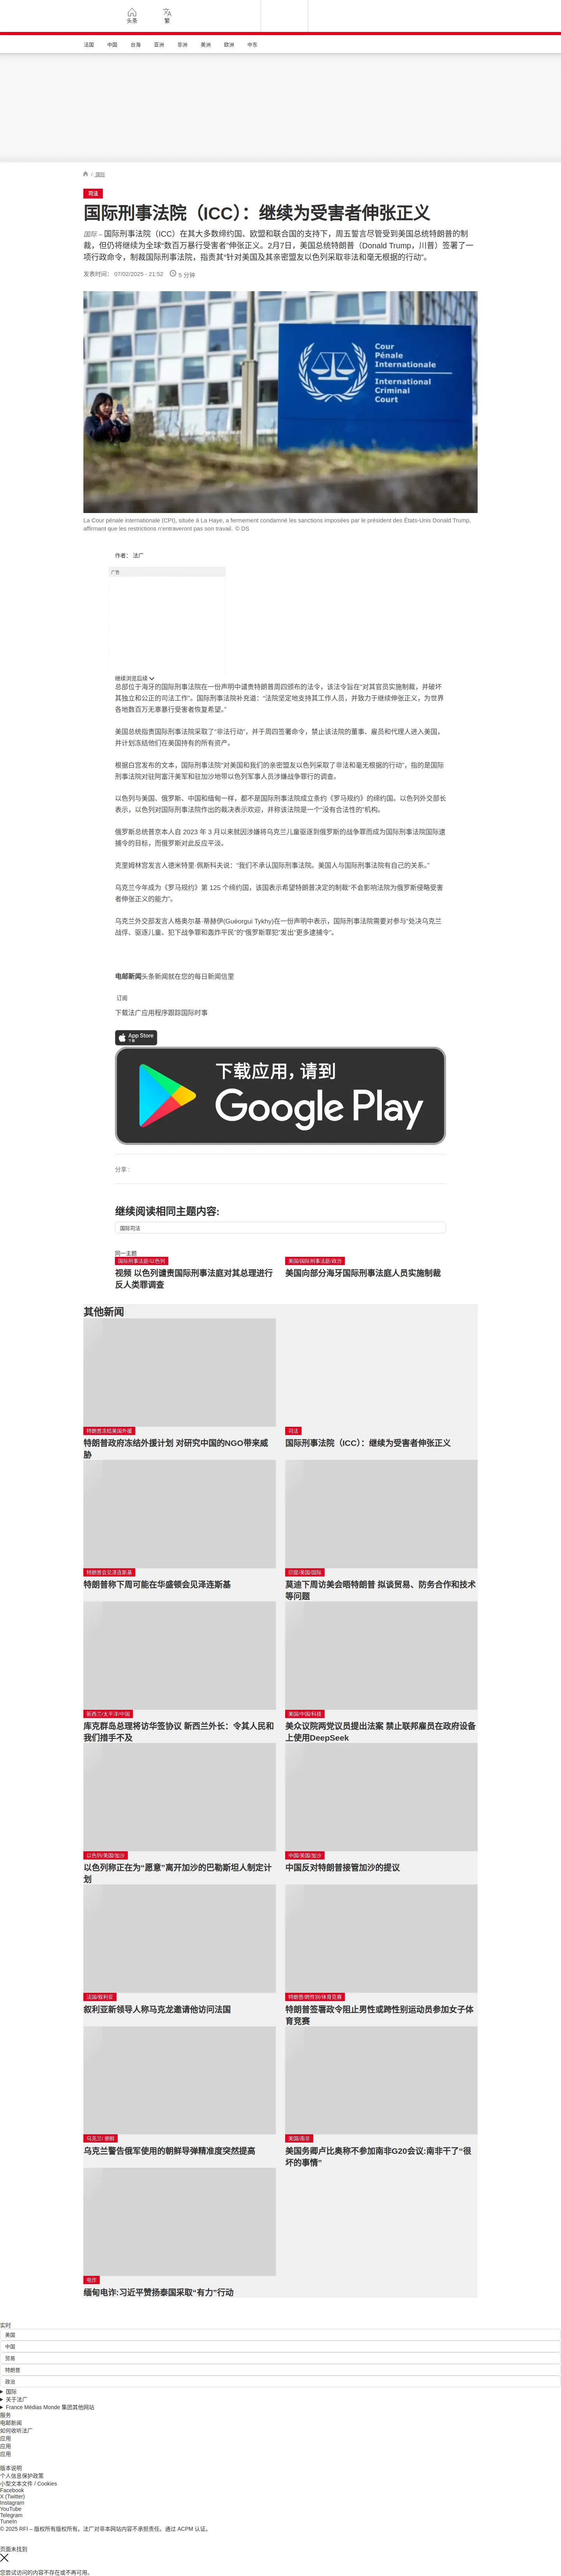 头条
繁
法国
中国
台海
亚洲
非洲
美洲
欧洲
中东
/ 国际
司法
国际刑事法院（ICC）：继续为受害者伸张正义
国际 – 国际刑事法院（ICC）在其大多数缔约国、欧盟和联合国的支持下，周五誓言尽管受到美国总统特朗普的制
裁，但仍将继续为全球“数百万暴行受害者”伸张正义。2月7日，美国总统特朗普（Donald Trump，川普）签署了一
项行政命令，制裁国际刑事法院，指责其“针对美国及其亲密盟友以色列采取非法和毫无根据的行动”。
发表时间： 07/02/2025 - 21:52
5 分钟
Cour
Pénale
Internationale
International
Criminal
Court
La Cour pénale internationale (CPI), située à La Haye, a fermement condamné les sanctions imposées par le président des États-Unis Donald Trump,
affirmant que les restrictions n'entraveront pas son travail. © DS
作者： 法广
广告
继续浏览后续
总部位于海牙的国际刑事法院在一份声明中谴责特朗普周四颁布的法令，该法令旨在“对其官员实施制裁，并破坏
其独立和公正的司法工作”。国际刑事法院补充道：“法院坚定地支持其工作人员，并致力于继续伸张正义，为世界
各地数百万无辜暴行受害者恢复希望。”
美国总统指责国际刑事法院采取了“非法行动”，并于周四签署命令，禁止该法院的董事、雇员和代理人进入美国，
并计划冻结他们在美国持有的所有资产。
根据白宫发布的文本，国际刑事法院“对美国和我们的亲密盟友以色列采取了非法和毫无根据的行动”，指的是国际
刑事法院对驻阿富汗美军和驻加沙地带以色列军事人员涉嫌战争罪行的调查。
以色列与美国、俄罗斯、中国和缅甸一样，都不是国际刑事法院成立条约《罗马规约》的缔约国。以色列外交部长
表示，以色列对国际刑事法院作出的裁决表示欢迎，并称该法院是一个“没有合法性的”机构。
俄罗斯总统普京本人自 2023 年 3 月以来就因涉嫌将乌克兰儿童驱逐到俄罗斯的战争罪而成为国际刑事法院国际逮
捕令的目标，而俄罗斯对此反应平淡。
克里姆林宫发言人德米特里·佩斯科夫说：“我们不承认国际刑事法院。美国人与国际刑事法院有自己的关系。”
乌克兰今年成为《罗马规约》第 125 个缔约国，该国表示希望特朗普决定的制裁“不会影响法院为俄罗斯侵略受害
者伸张正义的能力”。
乌克兰外交部发言人格奥尔基·蒂赫伊(Guéorgui Tykhy)在一份声明中表示，国际刑事法院需要对参与“处决乌克兰
战俘、驱逐儿童、犯下战争罪和轰炸平民”的“俄罗斯罪犯”发出“更多逮捕令”。
电邮新闻头条新闻就在您的每日新闻信里
订阅
下载法广应用程序跟踪国际时事
App Store
下载
下载应用，请到
Google Play
分享 :
继续阅读相同主题内容:
国际司法
同一主题
国际刑事法庭/以色列
视频 以色列谴责国际刑事法庭对其总理进行
反人类罪调查
美国/国际刑事法庭/政治
美国向部分海牙国际刑事法庭人员实施制裁
其他新闻
特朗普冻结美国外援
特朗普政府冻结外援计划 对研究中国的NGO带来威
胁
司法
国际刑事法院（ICC）：继续为受害者伸张正义
特朗普会见泽连斯基
特朗普称下周可能在华盛顿会见泽连斯基
印度/美国/国际
莫迪下周访美会晤特朗普 拟谈贸易、防务合作和技术
等问题
新西兰/太平洋/中国
库克群岛总理将访华签协议 新西兰外长：令其人民和
我们措手不及
美国/中国/科技
美众议院两党议员提出法案 禁止联邦雇员在政府设备
上使用DeepSeek
以色列/美国/加沙
以色列称正在为“愿意”离开加沙的巴勒斯坦人制定计
划
中国/美国/加沙
中国反对特朗普接管加沙的提议
法国/叙利亚
叙利亚新领导人称马克龙邀请他访问法国
特朗普/跨性别/体育竞赛
特朗普签署政令阻止男性或跨性别运动员参加女子体
育竞赛
乌克兰/ 朝鲜
乌克兰警告俄军使用的朝鲜导弹精准度突然提高
美国/南非
美国务卿卢比奥称不参加南非G20会议:南非干了“很
坏的事情”
电诈
缅甸电诈:习近平赞扬泰国采取“有力”行动
实时
美国
中国
贸易
特朗普
政治
国际
关于法广
France Médias Monde 集团其他网站
服务
电邮新闻
如何收听法广
应用
应用
应用
版本说明
个人信息保护政策
小型文本文件 / Cookies
Facebook
X (Twitter)
Instagram
YouTube
Telegram
TuneIn
© 2025 RFI – 版权所有版权所有。法广对非本网站内容不承担责任。通过 ACPM 认证。
页面未找到
您尝试访问的内容不存在或不再可用。